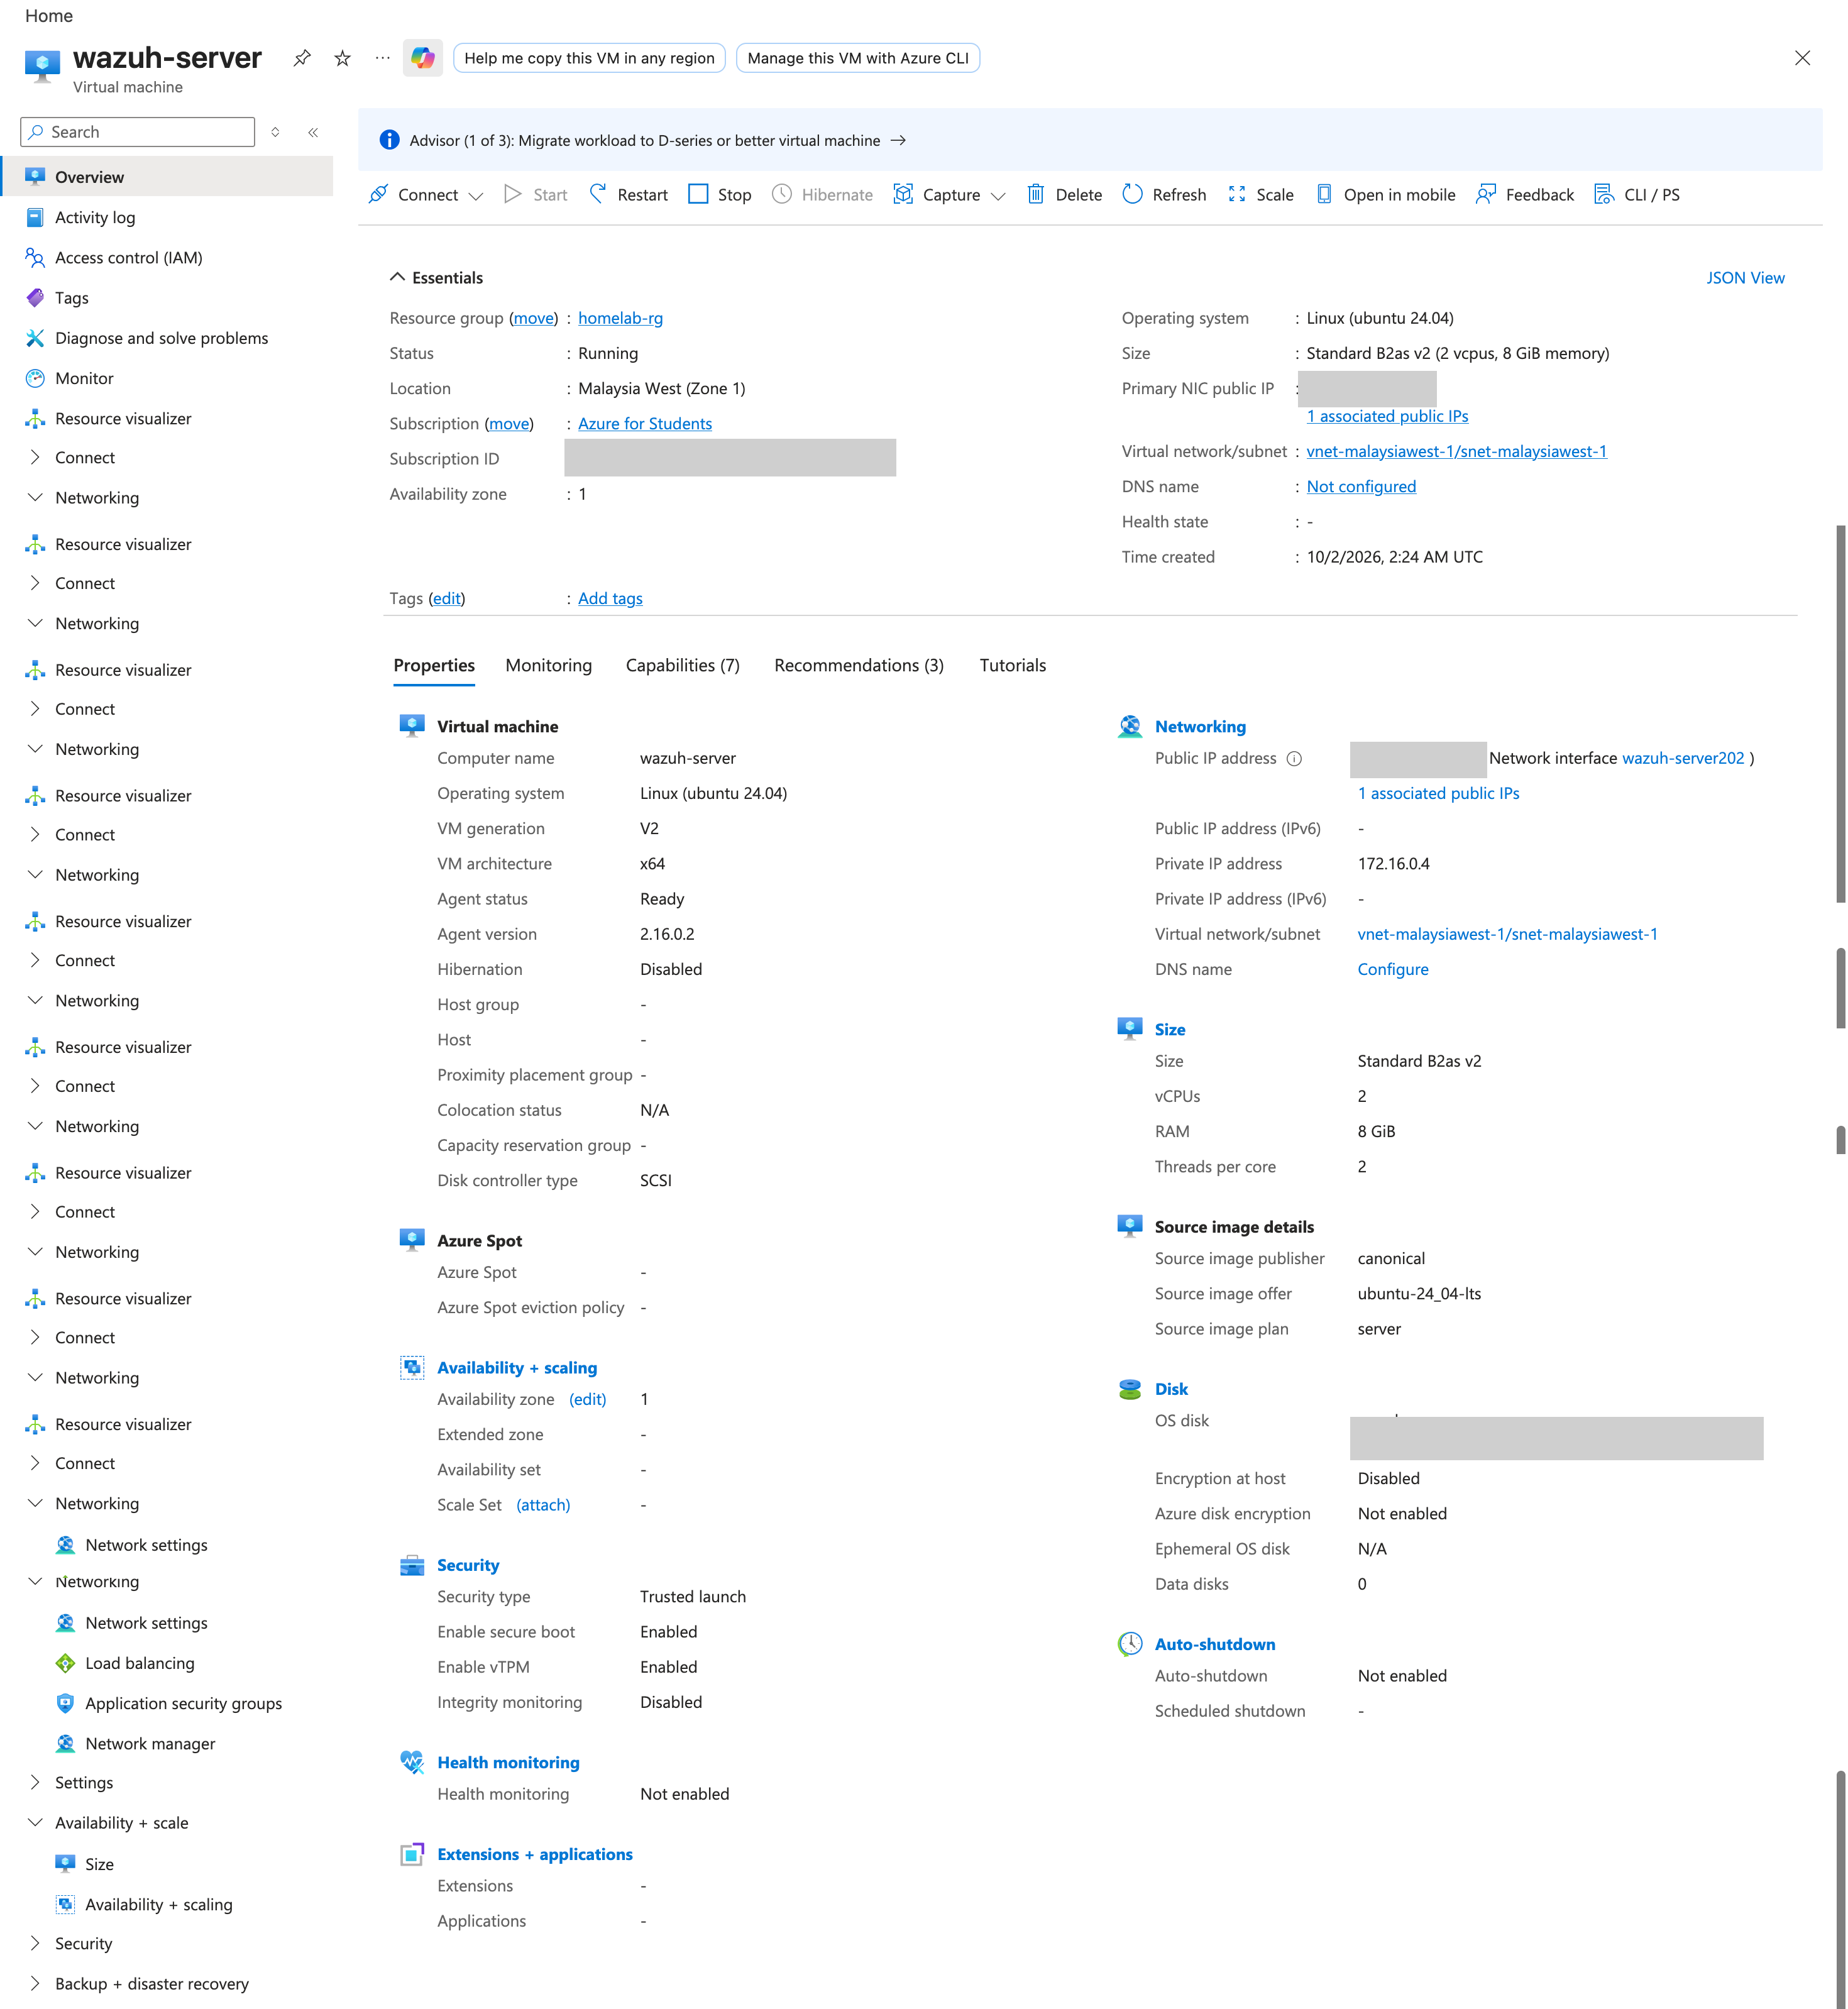 Home
wazuh-server
Virtual machine
Help me copy this VM in any region
Manage this VM with Azure CLI
Search
Overview
Activity log
Access control (IAM)
Tags
Diagnose and solve problems
Monitor
Resource visualizer
Connect
Networking
Resource visualizer
Connect
Networking
Resource visualizer
Connect
Networking
Resource visualizer
Connect
Networking
Resource visualizer
Connect
Networking
Resource visualizer
Connect
Networking
Resource visualizer
Connect
Networking
Resource visualizer
Connect
Networking
Resource visualizer
Connect
Networking
Network settings
Networking
Network settings
Load balancing
Application security groups
Network manager
Settings
Availability + scale
Size
Availability + scaling
Security
Backup + disaster recovery
Advisor (1 of 3): Migrate workload to D-series or better virtual machine →
Connect Start Restart Stop Hibernate Capture Delete Refresh Scale Open in mobile Feedback CLI / PS
Essentials
JSON View
Resource group (move) : homelab-rg
Status : Running
Location : Malaysia West (Zone 1)
Subscription (move) : Azure for Students
Subscription ID
Availability zone : 1
Operating system : Linux (ubuntu 24.04)
Size : Standard B2as v2 (2 vcpus, 8 GiB memory)
Primary NIC public IP :
1 associated public IPs
Virtual network/subnet : vnet-malaysiawest-1/snet-malaysiawest-1
DNS name : Not configured
Health state : -
Time created : 10/2/2026, 2:24 AM UTC
Tags (edit) : Add tags
Properties Monitoring Capabilities (7) Recommendations (3) Tutorials
Virtual machine
Computer name wazuh-server
Operating system Linux (ubuntu 24.04)
VM generation V2
VM architecture x64
Agent status Ready
Agent version 2.16.0.2
Hibernation Disabled
Host group -
Host -
Proximity placement group -
Colocation status N/A
Capacity reservation group -
Disk controller type SCSI
Azure Spot
Azure Spot -
Azure Spot eviction policy -
Availability + scaling
Availability zone (edit) 1
Extended zone -
Availability set -
Scale Set (attach) -
Security
Security type Trusted launch
Enable secure boot Enabled
Enable vTPM Enabled
Integrity monitoring Disabled
Health monitoring
Health monitoring Not enabled
Extensions + applications
Extensions -
Applications -
Networking
Public IP address Network interface wazuh-server202 )
1 associated public IPs
Public IP address (IPv6) -
Private IP address 172.16.0.4
Private IP address (IPv6) -
Virtual network/subnet vnet-malaysiawest-1/snet-malaysiawest-1
DNS name Configure
Size
Size Standard B2as v2
vCPUs 2
RAM 8 GiB
Threads per core 2
Source image details
Source image publisher canonical
Source image offer ubuntu-24_04-lts
Source image plan server
Disk
OS disk
Encryption at host Disabled
Azure disk encryption Not enabled
Ephemeral OS disk N/A
Data disks 0
Auto-shutdown
Auto-shutdown Not enabled
Scheduled shutdown -